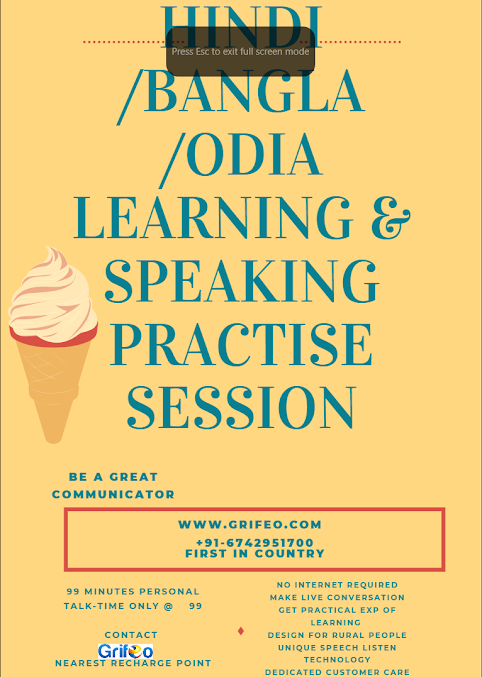 HINDI
Press Esc to exit full screen mode
/BANGLA
/ODIA
LEARNING &
SPEAKING
PRACTISE
SESSION
BE A GREAT
COMMUNICATOR
WWW.GRIFEO.COM
+91-6742951700
FIRST IN COUNTRY
99 MINUTES PERSONAL
TALK-TIME ONLY @ 99
CONTACT
Grifeo
NEAREST RECHARGE POINT
NO INTERNET REQUIRED
MAKE LIVE CONVERSATION
GET PRACTICAL EXP OF
LEARNING
DESIGN FOR RURAL PEOPLE
UNIQUE SPEECH LISTEN
TECHNOLOGY
DEDICATED CUSTOMER CARE